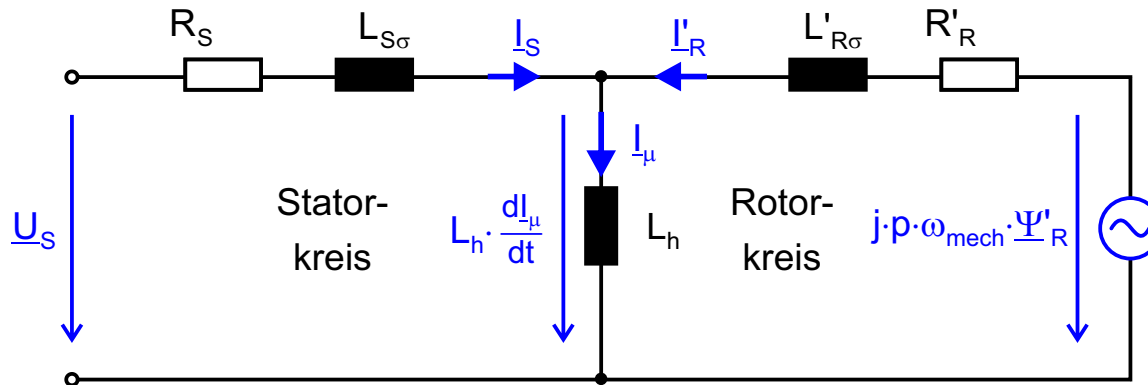 R_S
L_Sσ
I_S
I'_R
L'_Rσ
R'_R
I_μ
U_S
Stator-
kreis
L_h · dI_μ/dt
L_h
Rotor-
kreis
j·p·ω_mech·Ψ'_R